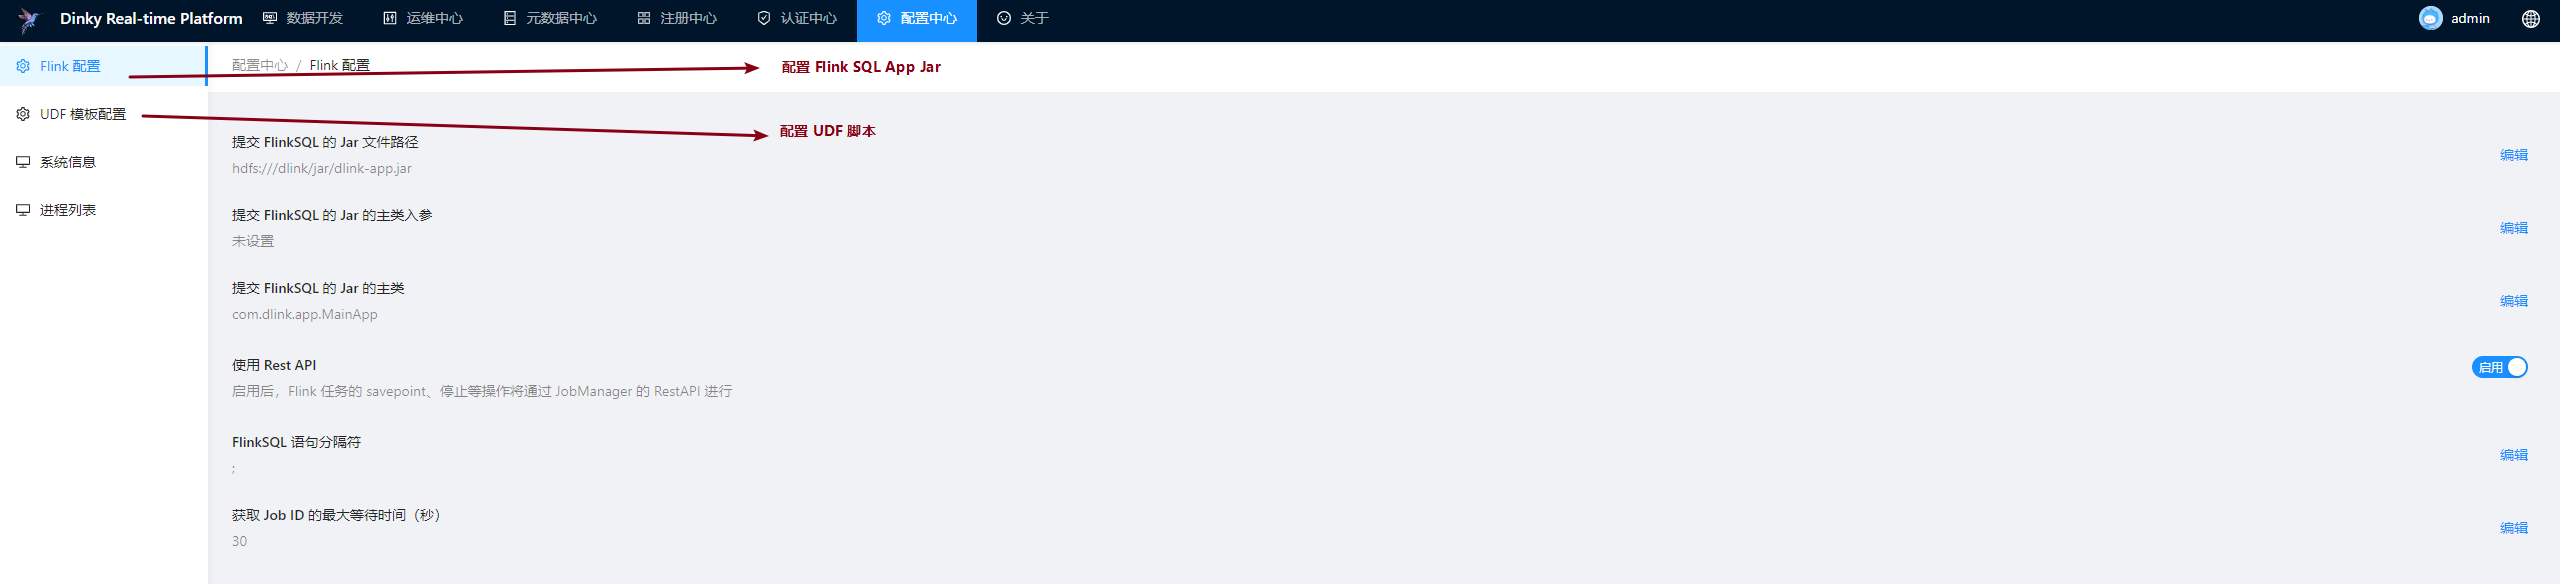 Dinky Real-time Platform 数据开发 运维中心 元数据中心 注册中心 认证中心 配置中心 关于 admin
Flink 配置
UDF 模板配置
系统信息
进程列表
配置中心 / Flink 配置
配置 Flink SQL App Jar
配置 UDF 脚本
提交 FlinkSQL 的 Jar 文件路径
hdfs:///dlink/jar/dlink-app.jar
编辑
提交 FlinkSQL 的 Jar 的主类入参
未设置
编辑
提交 FlinkSQL 的 Jar 的主类
com.dlink.app.MainApp
编辑
使用 Rest API
启用后，Flink 任务的 savepoint、停止等操作将通过 JobManager 的 RestAPI 进行
启用
FlinkSQL 语句分隔符
;
编辑
获取 Job ID 的最大等待时间（秒）
30
编辑